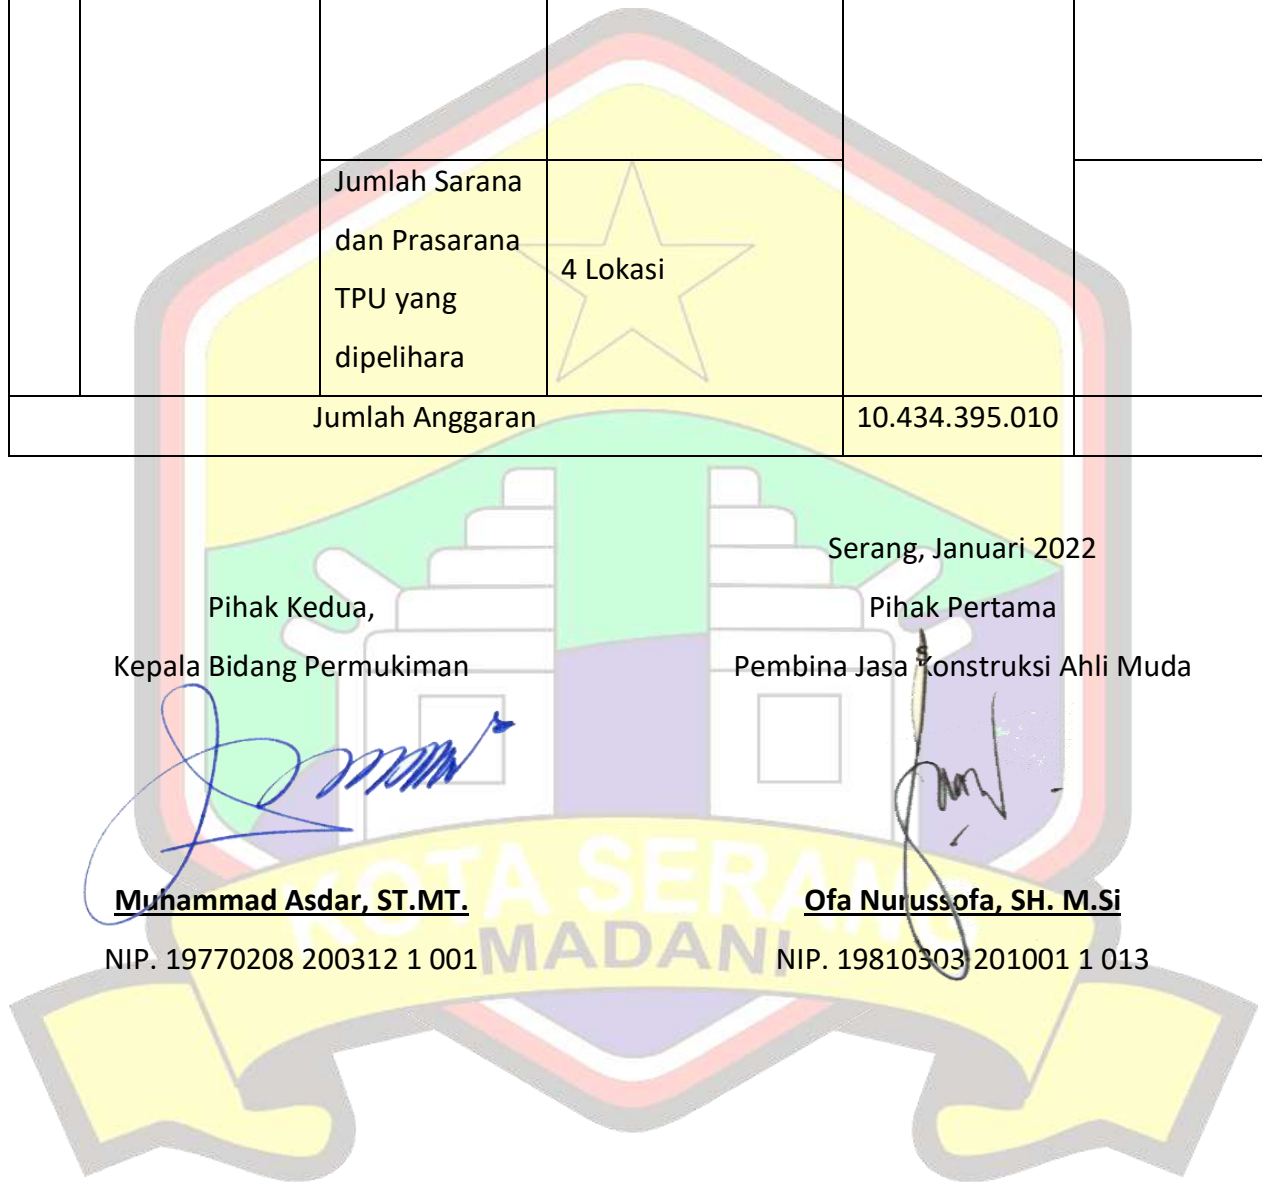 Jumlah Sarana
dan Prasarana
TPU yang
dipelihara
4 Lokasi
Jumlah Anggaran 10.434.395.010
Serang, Januari 2022
Pihak Kedua, Pihak Pertama
Kepala Bidang Permukiman Pembina Jasa Konstruksi Ahli Muda
Muhammad Asdar, ST.MT. Ofa Nurussofa, SH. M.Si
NIP. 19770208 200312 1 001 NIP. 19810303 201001 1 013
KOTA SERANG
MADANI